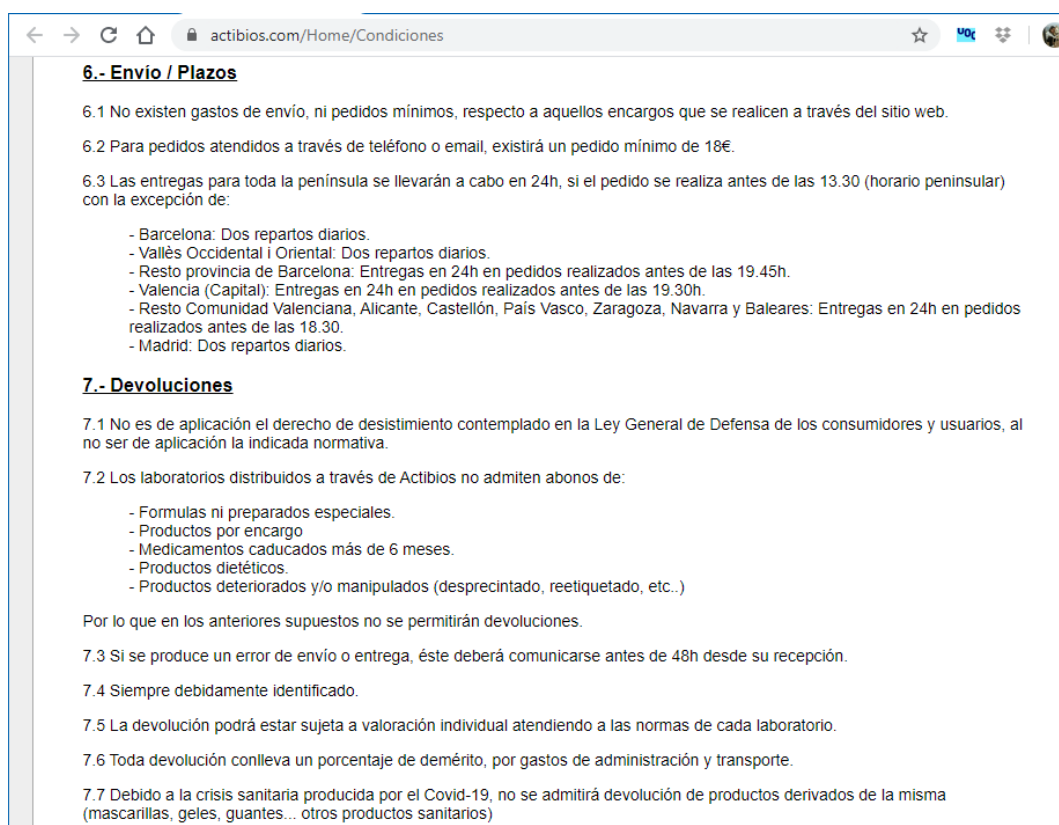 actibios.com/Home/Condiciones
UOC
6.- Envío / Plazos
6.1 No existen gastos de envío, ni pedidos mínimos, respecto a aquellos encargos que se realicen a través del sitio web.
6.2 Para pedidos atendidos a través de teléfono o email, existirá un pedido mínimo de 18€.
6.3 Las entregas para toda la península se llevarán a cabo en 24h, si el pedido se realiza antes de las 13.30 (horario peninsular)
con la excepción de:
- Barcelona: Dos repartos diarios.
- Vallès Occidental i Oriental: Dos repartos diarios.
- Resto provincia de Barcelona: Entregas en 24h en pedidos realizados antes de las 19.45h.
- Valencia (Capital): Entregas en 24h en pedidos realizados antes de las 19.30h.
- Resto Comunidad Valenciana, Alicante, Castellón, País Vasco, Zaragoza, Navarra y Baleares: Entregas en 24h en pedidos
realizados antes de las 18.30.
- Madrid: Dos repartos diarios.
7.- Devoluciones
7.1 No es de aplicación el derecho de desistimiento contemplado en la Ley General de Defensa de los consumidores y usuarios, al
no ser de aplicación la indicada normativa.
7.2 Los laboratorios distribuidos a través de Actibios no admiten abonos de:
- Formulas ni preparados especiales.
- Productos por encargo
- Medicamentos caducados más de 6 meses.
- Productos dietéticos.
- Productos deteriorados y/o manipulados (desprecintado, reetiquetado, etc..)
Por lo que en los anteriores supuestos no se permitirán devoluciones.
7.3 Si se produce un error de envío o entrega, éste deberá comunicarse antes de 48h desde su recepción.
7.4 Siempre debidamente identificado.
7.5 La devolución podrá estar sujeta a valoración individual atendiendo a las normas de cada laboratorio.
7.6 Toda devolución conlleva un porcentaje de demérito, por gastos de administración y transporte.
7.7 Debido a la crisis sanitaria producida por el Covid-19, no se admitirá devolución de productos derivados de la misma
(mascarillas, geles, guantes... otros productos sanitarios)